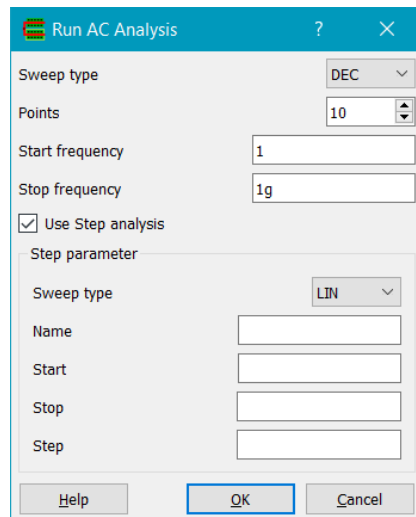 Run AC Analysis ? ×
Sweep type DEC
Points 10
Start frequency 1
Stop frequency 1g
Use Step analysis
Step parameter
Sweep type LIN
Name
Start
Stop
Step
Help OK Cancel